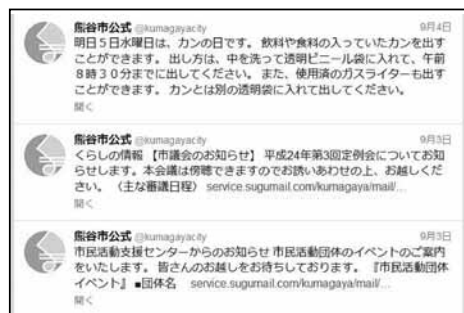 熊谷市公式 @kumagayacity 9月4日
明日5日水曜日は、カンの日です。 飲料や食料の入っていたカンを出す
ことができます。 出し方は、中を洗って透明ビニール袋に入れて、午前
8時30分までに出してください。 また、使用済のガスライターも出す
ことができます。 カンとは別の透明袋に入れて出してください。
開く
熊谷市公式 @kumagayacity 9月3日
くらしの情報 【市議会のお知らせ】 平成24年第3回定例会についてお知
らせします。本会議は傍聴できますのでお誘いあわせの上、お越しくだ
さい。 〈主な審議日程〉 service.sugumail.com/kumagaya/mail/...
開く
熊谷市公式 @kumagayacity 9月3日
市民活動支援センターからのお知らせ 市民活動団体のイベントのご案内
をいたします。 皆さんのお越しをお待ちしております。 『市民活動団体
イベント』 ■団体名 service.sugumail.com/kumagaya/mail/...
開く